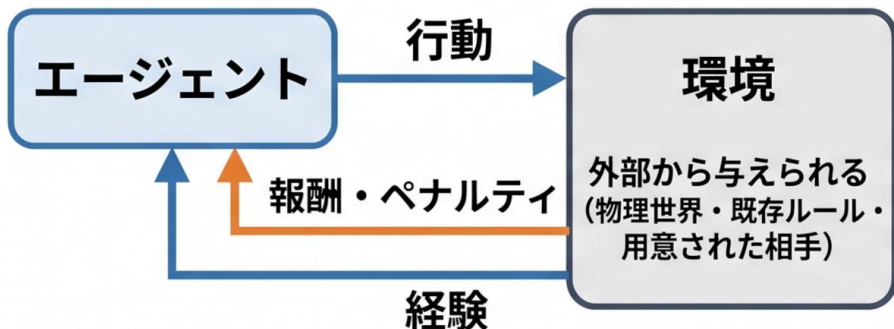 エージェント
行動
環境
報酬・ペナルティ
外部から与えられる
（物理世界・既存ルール・
用意された相手）
経験